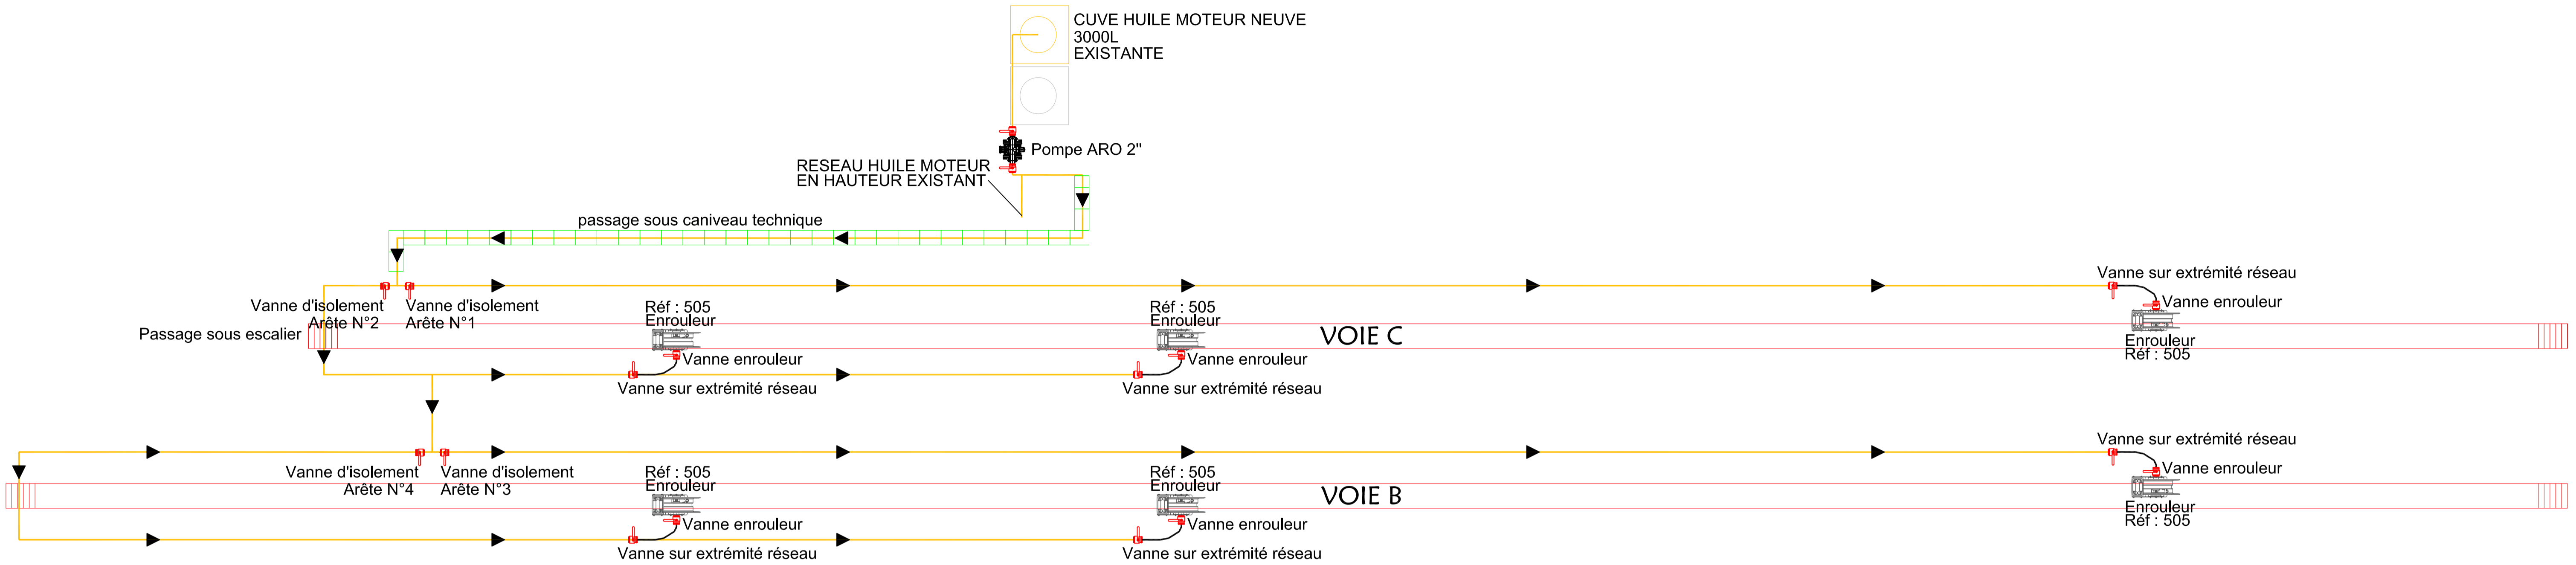 CUVE HUILE MOTEUR NEUVE
3000L
EXISTANTE
Pompe ARO 2"
RESEAU HUILE MOTEUR
EN HAUTEUR EXISTANT
passage sous caniveau technique
Vanne d'isolement
Arête N°2
Vanne d'isolement
Arête N°1
Vanne sur extrémité réseau
Vanne enrouleur
Enrouleur
Réf : 505
Passage sous escalier
Réf : 505
Enrouleur
Vanne enrouleur
Vanne sur extrémité réseau
Réf : 505
Enrouleur
Vanne enrouleur
Vanne sur extrémité réseau
VOIE C
Vanne d'isolement
Arête N°4
Vanne d'isolement
Arête N°3
Vanne sur extrémité réseau
Vanne enrouleur
Enrouleur
Réf : 505
Réf : 505
Enrouleur
Vanne enrouleur
Vanne sur extrémité réseau
Réf : 505
Enrouleur
Vanne enrouleur
Vanne sur extrémité réseau
VOIE B